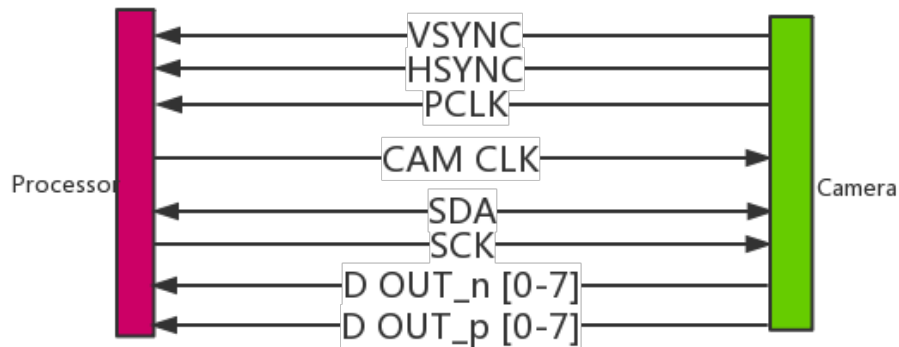 VSYNC
HSYNC
PCLK
CAM CLK
Processor
Camera
SDA
SCK
D OUT_n [0-7]
D OUT_p [0-7]